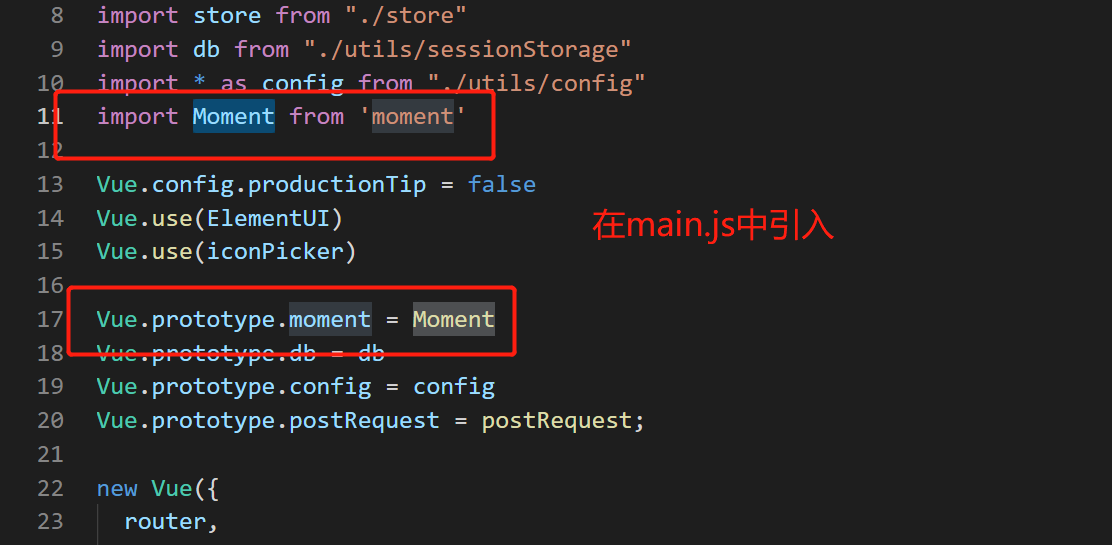 8 import store from "./store"
9 import db from "./utils/sessionStorage"
10 import * as config from "./utils/config"
11 import Moment from 'moment'
12
13 Vue.config.productionTip = false
14 Vue.use(ElementUI)
在main.js中引入
15 Vue.use(iconPicker)
16
17 Vue.prototype.moment = Moment
18 Vue.prototype.db = db
19 Vue.prototype.config = config
20 Vue.prototype.postRequest = postRequest;
21
22 new Vue({
23 router,